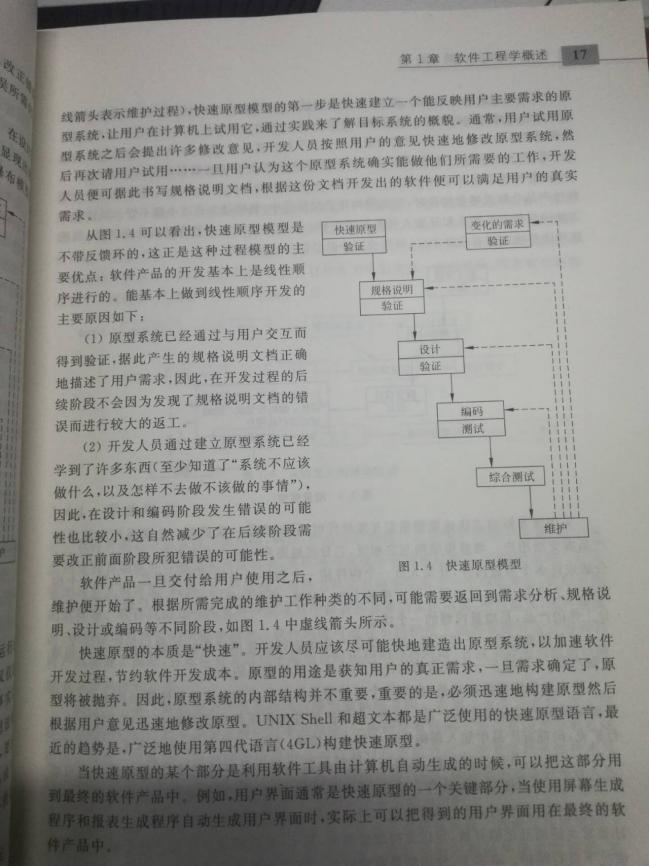 第1章 软件工程学概述 17
线箭头表示维护过程),快速原型模型的第一步是快速建立一个能反映用户主要需求的原
型系统,让用户在计算机上试用它,通过实践来了解目标系统的概貌。通常,用户试用原
型系统之后会提出许多修改意见,开发人员按照用户的意见快速地修改原型系统,然
后再次请用户试用……一旦用户认为这个原型系统确实能做他们所需要的工作,开发
人员便可据此书写规格说明文档,根据这份文档开发出的软件便可以满足用户的真实
需求。
从图1.4可以看出,快速原型模型是
不带反馈环的,这正是这种过程模型的主
要优点:软件产品的开发基本上是线性顺
序进行的。能基本上做到线性顺序开发的
主要原因如下:
(1) 原型系统已经通过与用户交互而
得到验证,据此产生的规格说明文档正确
地描述了用户需求,因此,在开发过程的后
续阶段不会因为发现了规格说明文档的错
误而进行较大的返工。
(2) 开发人员通过建立原型系统已经
学到了许多东西(至少知道了“系统不应该
做什么,以及怎样不去做不该做的事情”),
因此,在设计和编码阶段发生错误的可能
性也比较小,这自然减少了在后续阶段需
要改正前面阶段所犯错误的可能性。
软件产品一旦交付给用户使用之后,
快速原型
验证
变化的需求
验证
规格说明
验证
设计
验证
编码
测试
综合测试
维护
图1.4 快速原型模型
维护便开始了。根据所需完成的维护工作种类的不同,可能需要返回到需求分析、规格说
明、设计或编码等不同阶段,如图1.4中虚线箭头所示。
快速原型的本质是“快速”。开发人员应该尽可能快地建造出原型系统,以加速软件
开发过程,节约软件开发成本。原型的用途是获知用户的真正需求,一旦需求确定了,原
型将被抛弃。因此,原型系统的内部结构并不重要,重要的是,必须迅速地构建原型然后
根据用户意见迅速地修改原型。UNIX Shell和超文本都是广泛使用的快速原型语言,最
近的趋势是,广泛地使用第四代语言(4GL)构建快速原型。
当快速原型的某个部分是利用软件工具由计算机自动生成的时候,可以把这部分用
到最终的软件产品中。例如,用户界面通常是快速原型的一个关键部分,当使用屏幕生成
程序和报表生成程序自动生成用户界面时,实际上可以把得到的用户界面用在最终的软
件产品中。